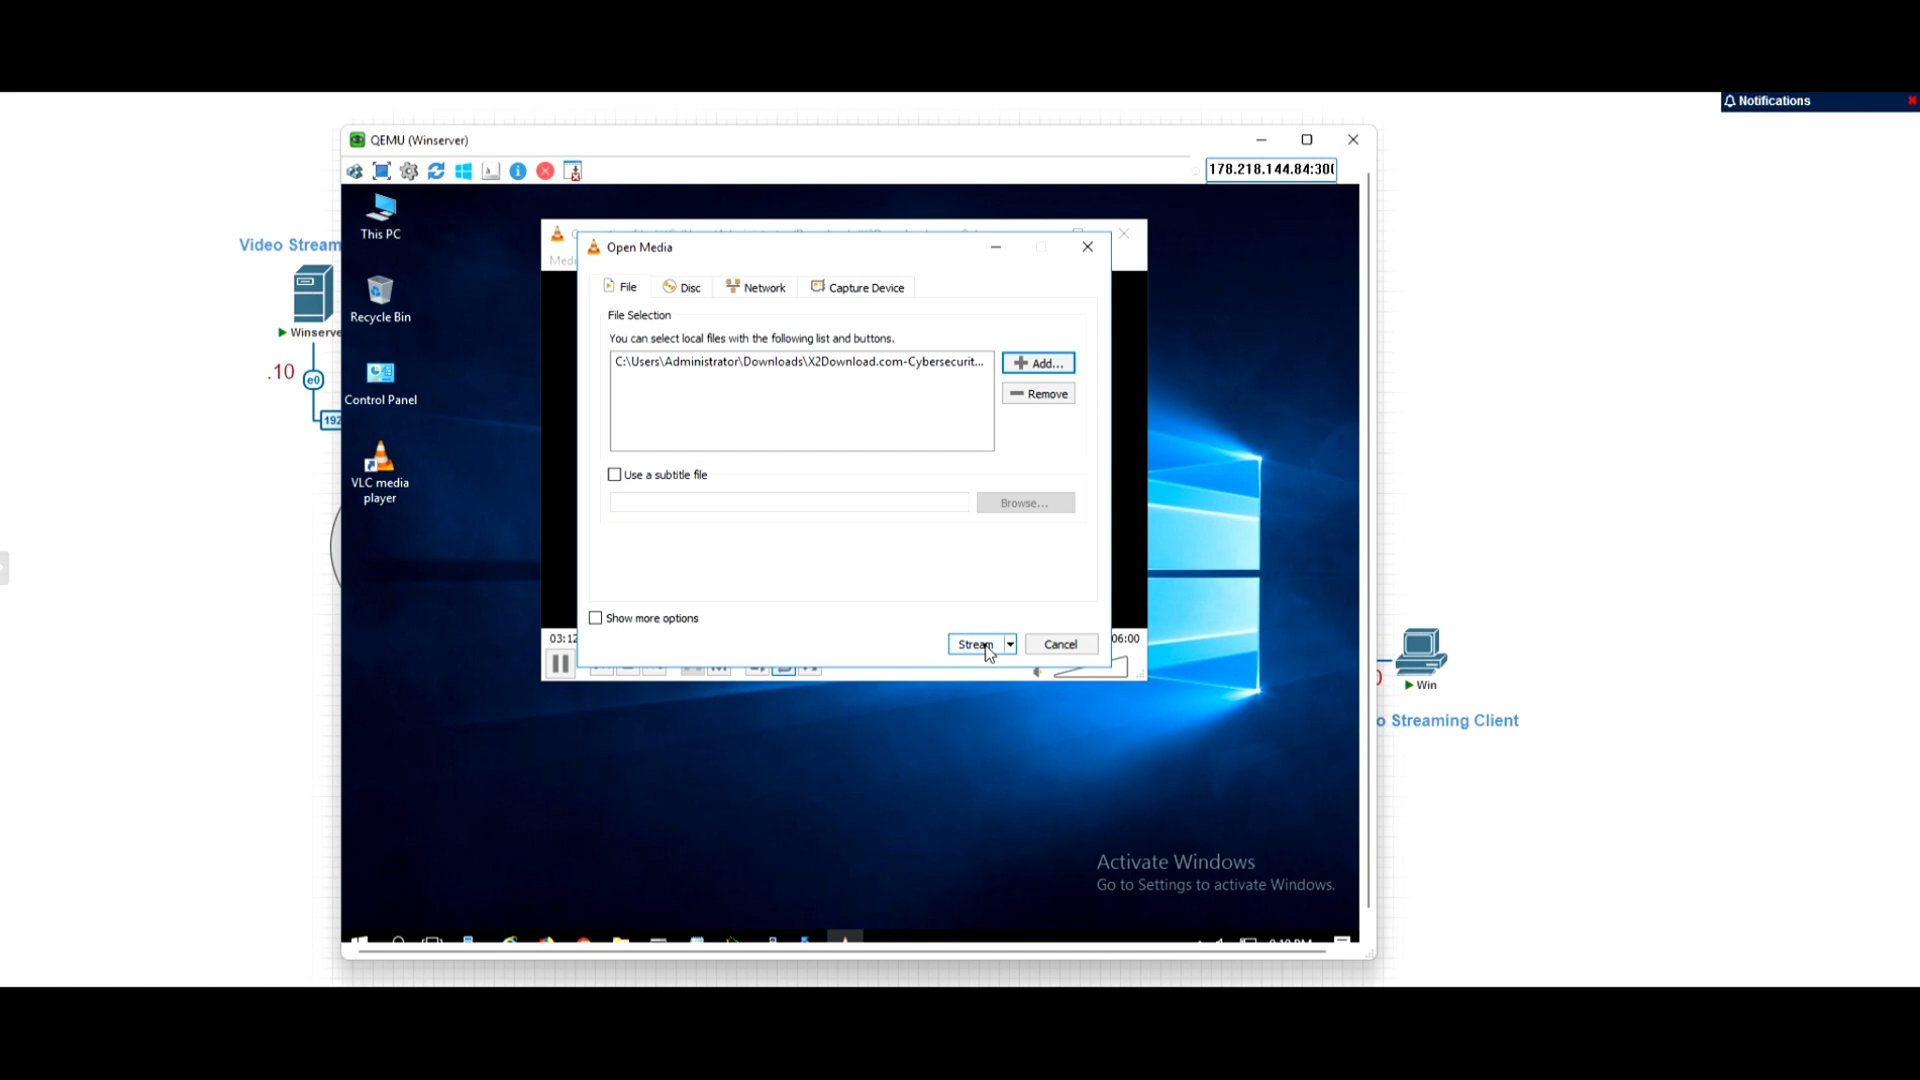 Notifications
QEMU (Winserver)
178.218.144.84:30
This PC
Recycle Bin
Control Panel
VLC media
player
Video Stream
Winserve
.10
e0
192
Open Media
File
Disc
Network
Capture Device
File Selection
You can select local files with the following list and buttons.
C:\Users\Administrator\Downloads\X2Download.com-Cybersecurit...
Add...
Remove
Use a subtitle file
Browse...
Show more options
Stream
Cancel
03:12
06:00
Activate Windows
Go to Settings to activate Windows.
Win
o Streaming Client